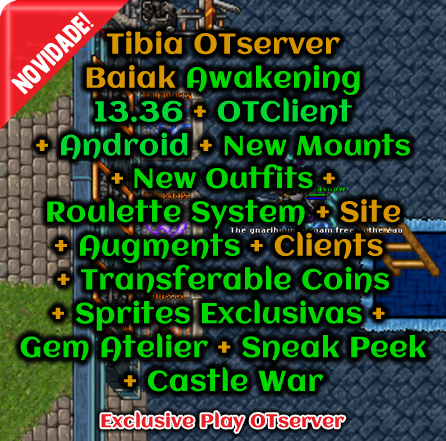 NOVIDADE!
Tibia OTserver
Baiak Awakening
13.36 + OTClient
+ Android + New Mounts
+ New Outfits +
Roulette System + Site
+ Augments + Clients
+ Transferable Coins
+ Sprites Exclusivas +
Gem Atelier + Sneak Peek
+ Castle War
Exclusive Play OTserver